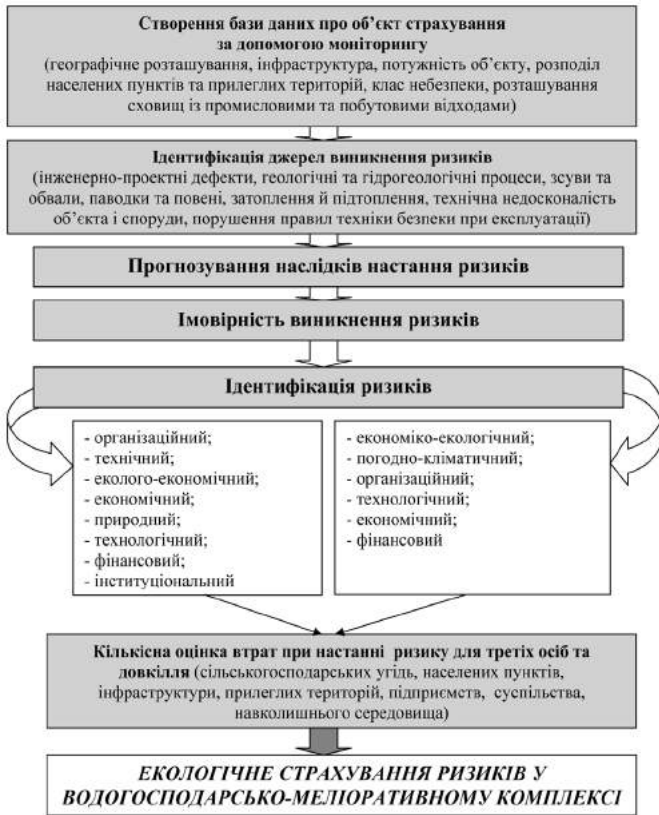 Створення бази даних про об’єкт страхування
за допомогою моніторингу
(географічне розташування, інфраструктура, потужність об’єкту, розподіл
населених пунктів та прилеглих територій, клас небезпеки, розташування
сховищ із промисловими та побутовими відходами)
Ідентифікація джерел виникнення ризиків
(інженерно-проектні дефекти, геологічні та гідрогеологічні процеси, зсуви та
обвали, паводки та повені, затоплення й підтоплення, технічна недосконалість
об’єкта і споруди, порушення правил техніки безпеки при експлуатації)
Прогнозування наслідків настання ризиків
Імовірність виникнення ризиків
Ідентифікація ризиків
- організаційний;
- технічний;
- еколого-економічний;
- економічний;
- природний;
- технологічний;
- фінансовий;
- інституціональний
- економіко-екологічний;
- погодно-кліматичний;
- організаційний;
- технологічний;
- економічний;
- фінансовий
Кількісна оцінка втрат при настанні ризику для третіх осіб та
довкілля (сільськогосподарських угідь, населених пунктів,
інфраструктури, прилеглих територій, підприємств, суспільства,
навколишнього середовища)
ЕКОЛОГІЧНЕ СТРАХУВАННЯ РИЗИКІВ У
ВОДОГОСПОДАРСЬКО-МЕЛІОРАТИВНОМУ КОМПЛЕКСІ